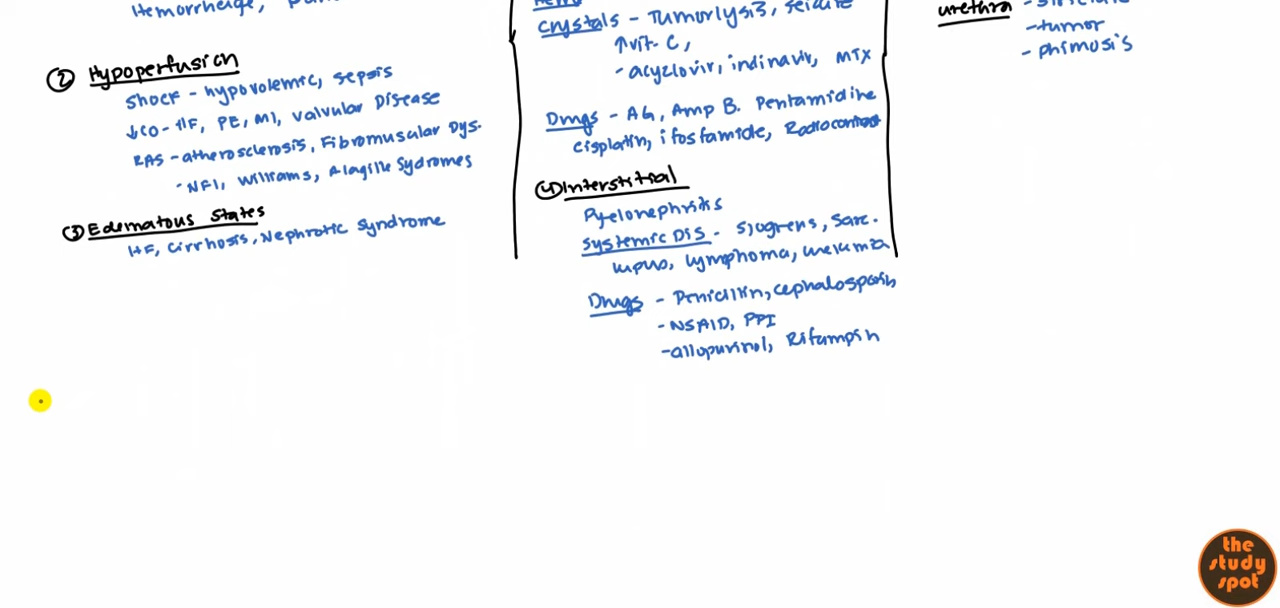 Hemorrhage,
② Hypoperfusion
Shock - hypovolemic, sepsis
↓CO - HF, PE, MI, Valvular Disease
RAS - atherosclerosis, Fibromuscular Dys.
- NF1, Williams, Alagille Sydromes
③ Edematous States
HF, Cirrhosis, Nephrotic Syndrome
Crystals - Tumorlysis, seizure
↑vit. C,
- acyclovir, indinavir, MTX
Drugs - AG, Amp B. Pentamidine
cisplatin, ifosfamide, Radiocontrast
④ Interstitial
Pyelonephritis
Systemic Dis - Sjogrens, Sarc.
lupus, lymphoma, leukemia
Drugs - Penicillin, cephalosporin
- NSAID, PPI
- allopurinol, Rifampin
urethra
- tumor
- phimosis
the
study
spot